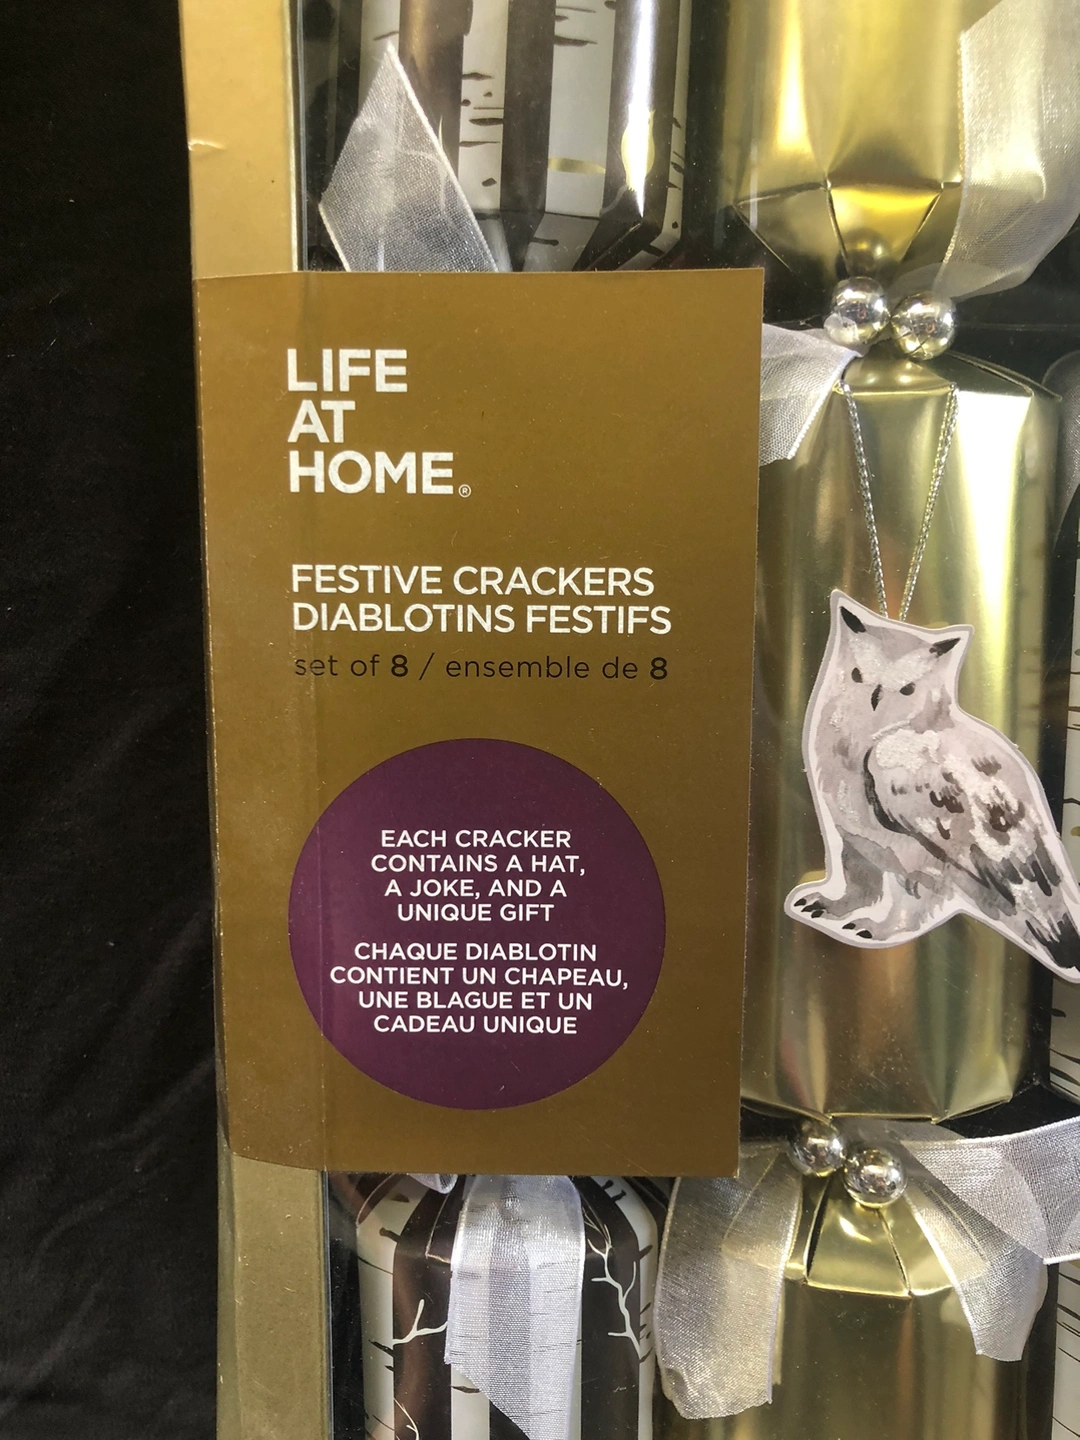 LIFE
AT
HOME®
FESTIVE CRACKERS
DIABLOTINS FESTIFS
set of 8 / ensemble de 8
EACH CRACKER
CONTAINS A HAT,
A JOKE, AND A
UNIQUE GIFT
CHAQUE DIABLOTIN
CONTIENT UN CHAPEAU,
UNE BLAGUE ET UN
CADEAU UNIQUE